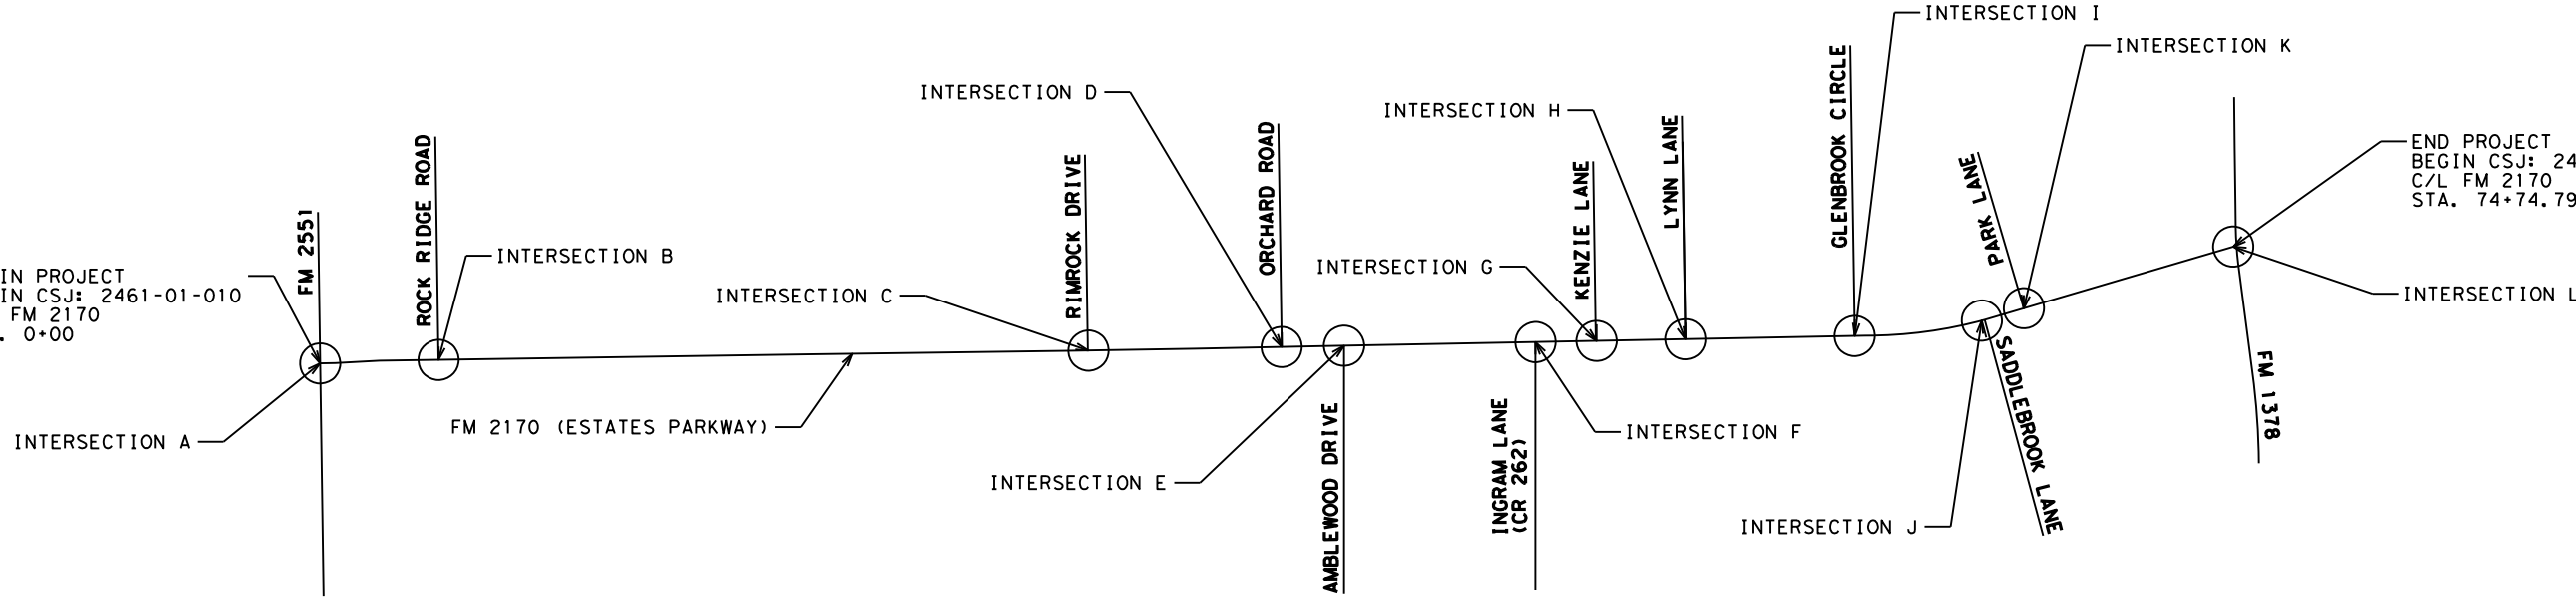 INTERSECTION I
INTERSECTION K
INTERSECTION D
INTERSECTION H
GLENBROOK CIRCLE
END PROJECT
BEGIN CSJ: 24
C/L FM 2170
STA. 74+74.79
ROCK RIDGE ROAD
RIMROCK DRIVE
ORCHARD ROAD
KENZIE LANE
LYNN LANE
PARK LANE
FM 2551
INTERSECTION B
INTERSECTION G
INTERSECTION C
INTERSECTION L
IN PROJECT
IN CSJ: 2461-01-010
FM 2170
. 0+00
INTERSECTION A
FM 2170 (ESTATES PARKWAY)
INTERSECTION E
AMBLEWOOD DRIVE
INGRAM LANE
(CR 262)
INTERSECTION F
INTERSECTION J
SADDLEBROOK LANE
FM 1378